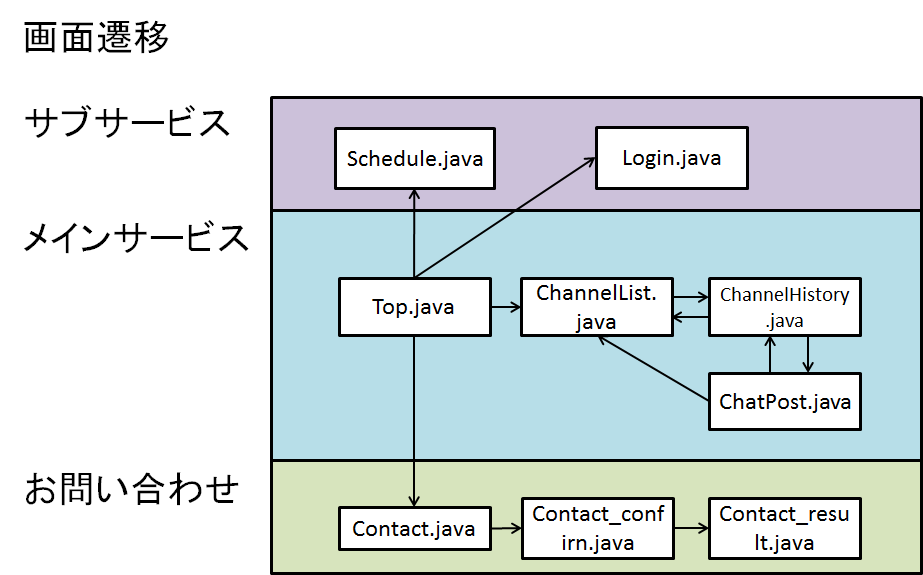 画面遷移
サブサービス
Schedule.java
Login.java
メインサービス
Top.java
ChannelList.
java
ChannelHistory
.java
ChatPost.java
お問い合わせ
Contact.java
Contact_conf
irn.java
Contact_resu
lt.java